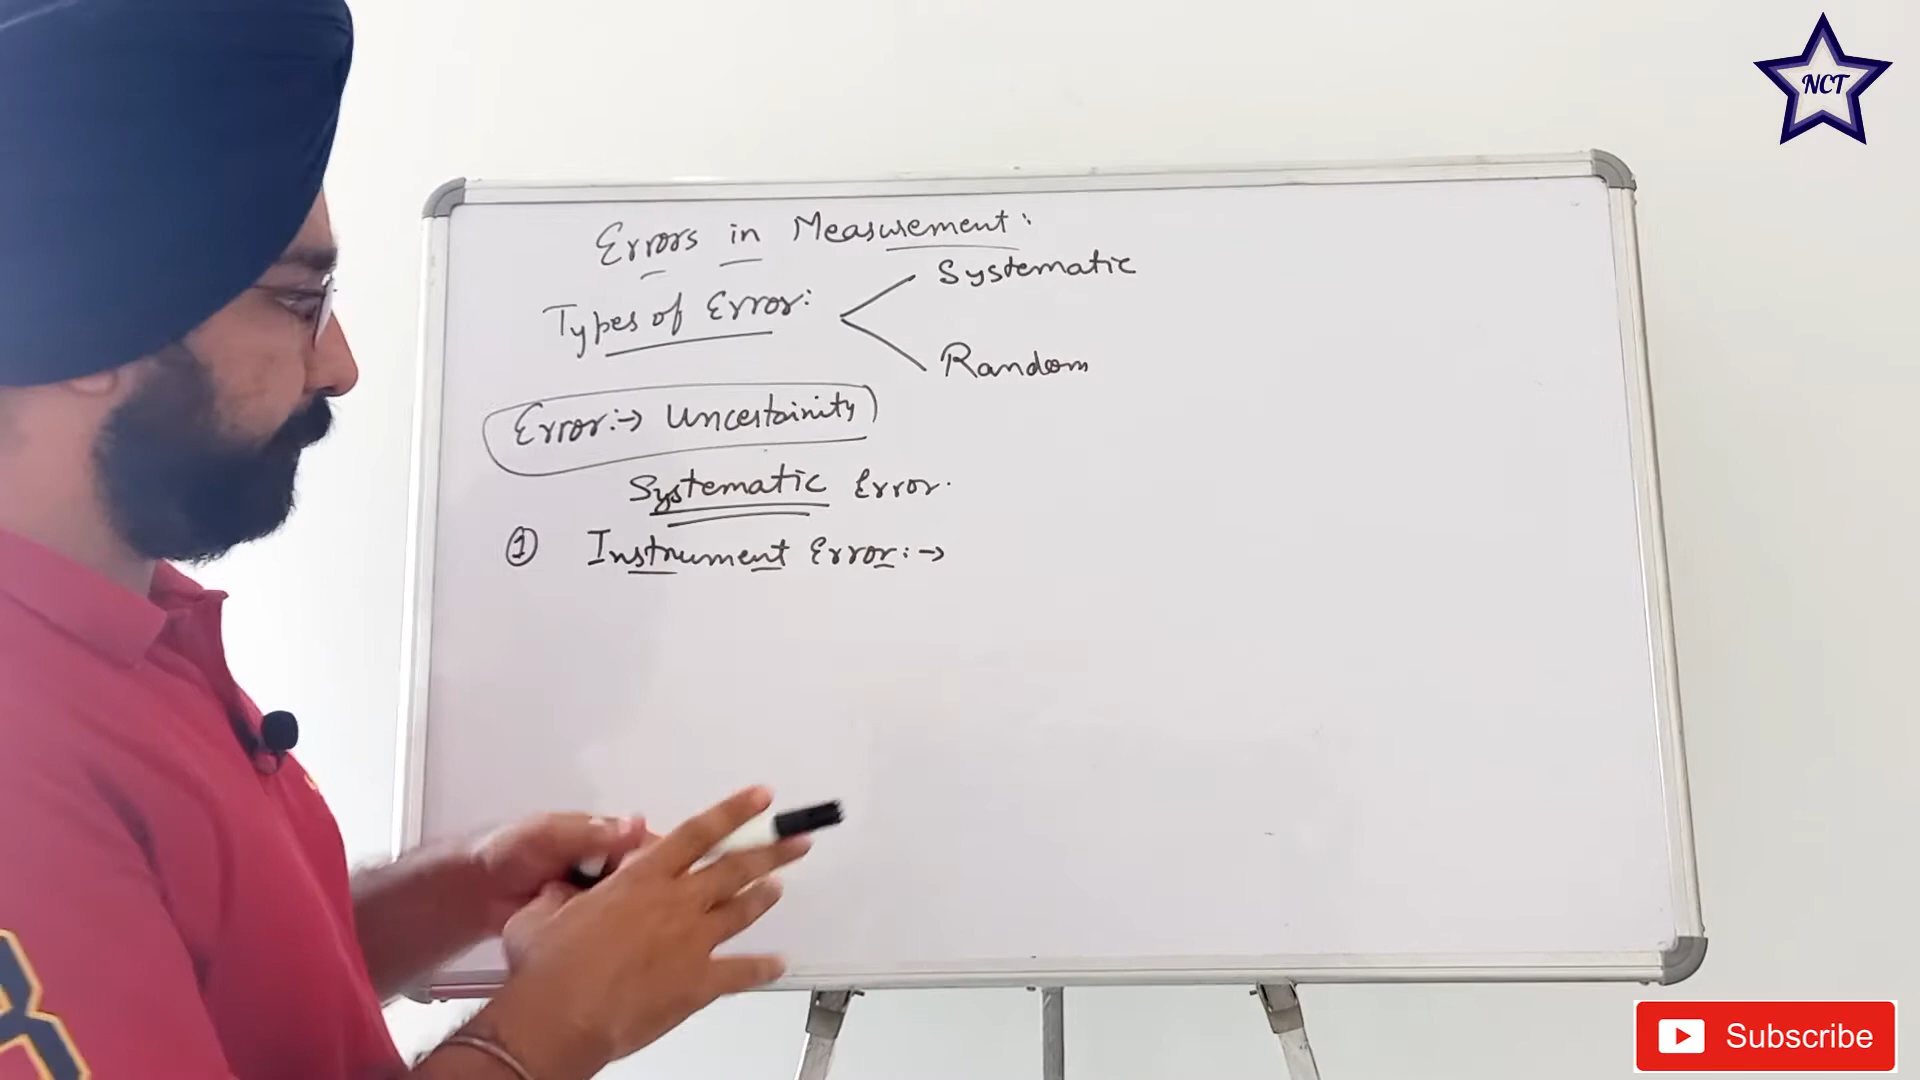 NCT
Errors in Measurement:
Types of Error:
Systematic
Random
Error:→ Uncertainity
Systematic Error.
① Instrument Error:→
Subscribe